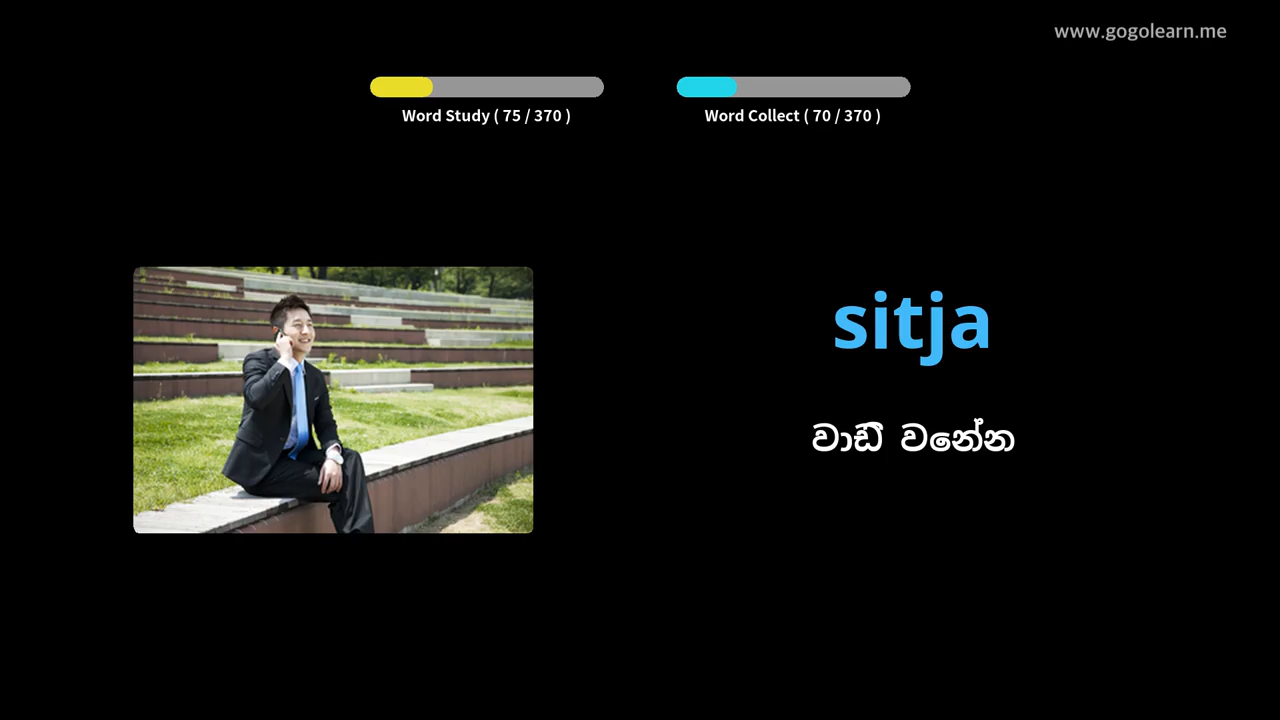 www.gogolearn.me
Word Study ( 75 / 370 )
Word Collect ( 70 / 370 )
sitja
වාඩි වනේන